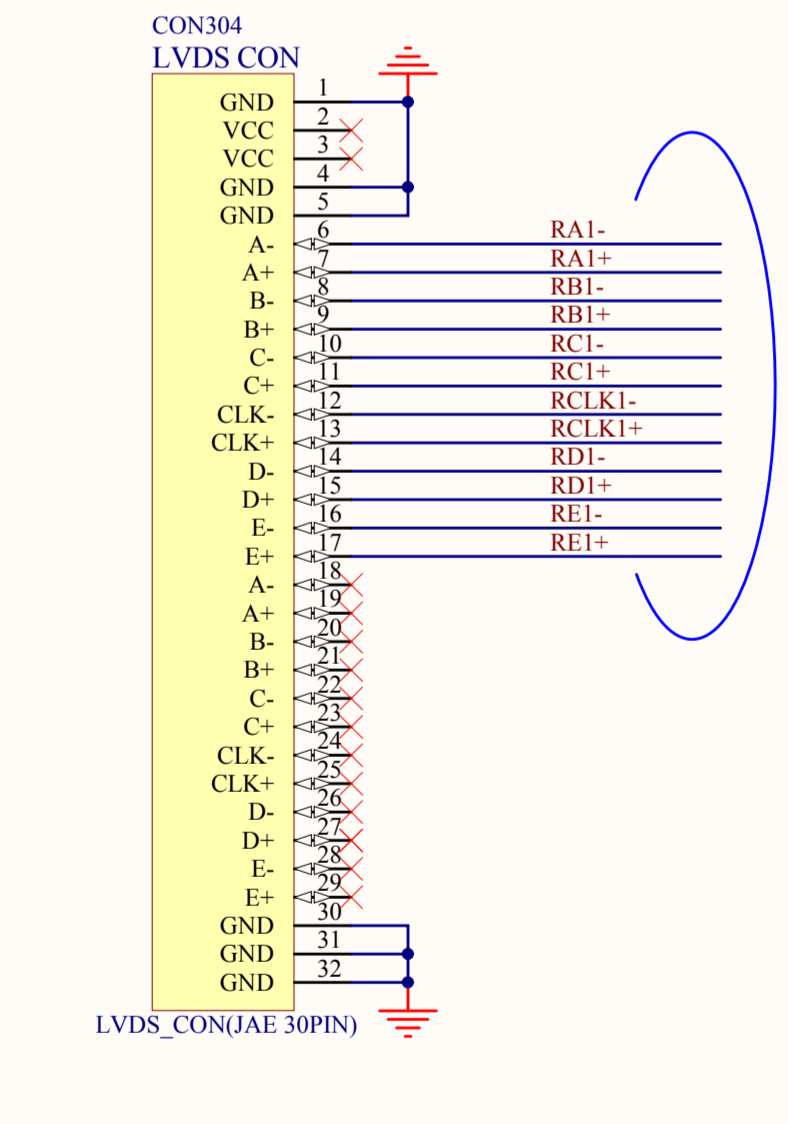 CON304
LVDS CON
GND 1
VCC 2
VCC 3
GND 4
GND 5
A- 6 RA1-
A+ 7 RA1+
B- 8 RB1-
B+ 9 RB1+
C- 10 RC1-
C+ 11 RC1+
CLK- 12 RCLK1-
CLK+ 13 RCLK1+
D- 14 RD1-
D+ 15 RD1+
E- 16 RE1-
E+ 17 RE1+
A- 18
A+ 19
B- 20
B+ 21
C- 22
C+ 23
CLK- 24
CLK+ 25
D- 26
D+ 27
E- 28
E+ 29
GND 30
GND 31
GND 32
LVDS_CON(JAE 30PIN)